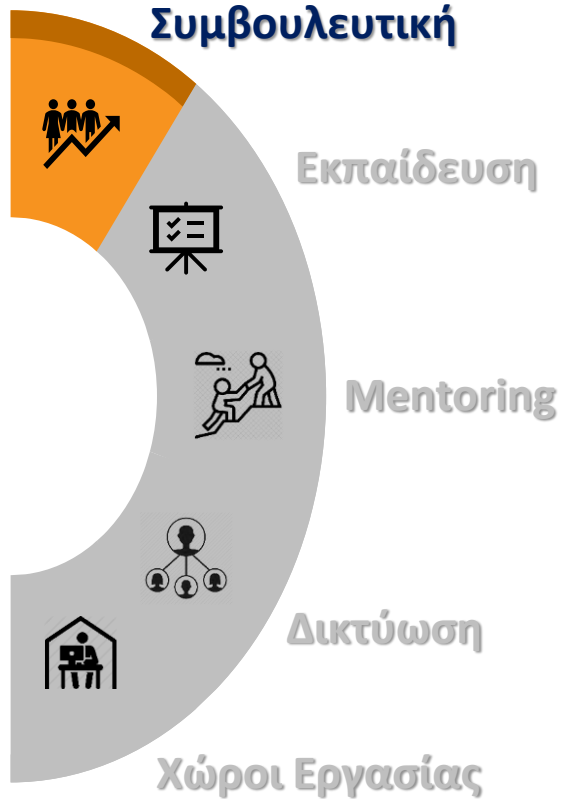 Συμβουλευτική
Εκπαίδευση
Mentoring
Δικτύωση
Χώροι Εργασίας